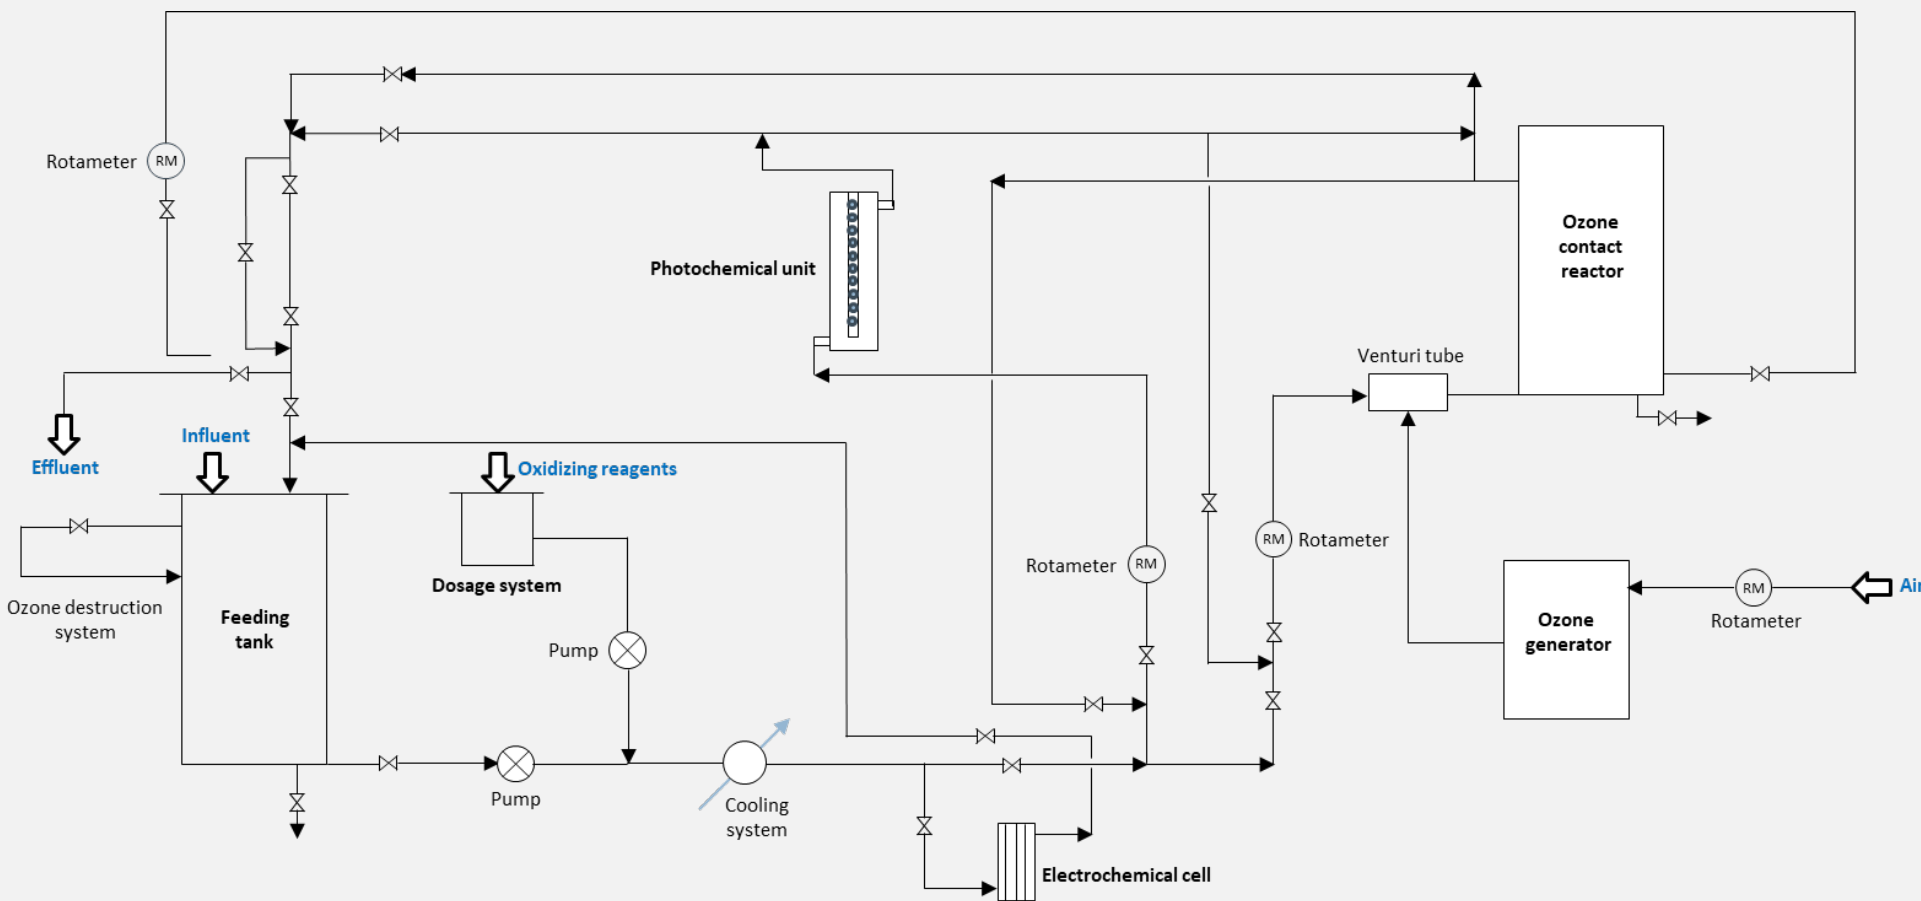 Rotameter
RM
Photochemical unit
Ozone
contact
reactor
Venturi tube
Influent
Effluent
Oxidizing reagents
Dosage system
Rotameter
RM
RM
Rotameter
Ozone destruction
system
Feeding
tank
Pump
Ozone
generator
RM
Rotameter
Air
Pump
Cooling
system
Electrochemical cell